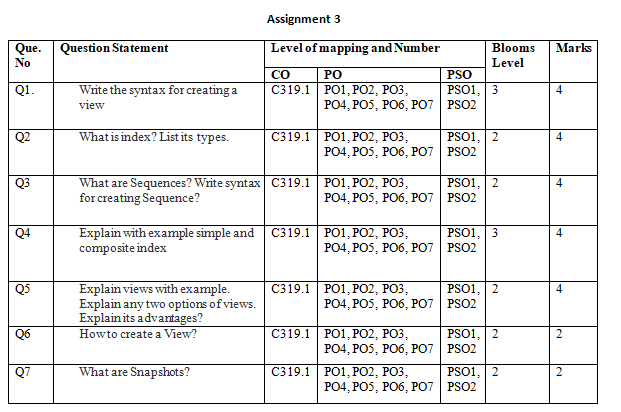 Assignment 3
Que. Question Statement Level of mapping and Number Blooms Marks
No Level
CO PO PSO
Q1. Write the syntax for creating a C319.1 PO1, PO2, PO3, PSO1, 3 4
view PO4, PO5, PO6, PO7 PSO2
Q2 What is index? List its types. C319.1 PO1, PO2, PO3, PSO1, 2 4
PO4, PO5, PO6, PO7 PSO2
Q3 What are Sequences? Write syntax C319.1 PO1, PO2, PO3, PSO1, 2 4
for creating Sequence? PO4, PO5, PO6, PO7 PSO2
Q4 Explain with example simple and C319.1 PO1, PO2, PO3, PSO1, 3 4
composite index PO4, PO5, PO6, PO7 PSO2
Q5 Explain views with example. C319.1 PO1, PO2, PO3, PSO1, 2 4
Explain any two options of views. PO4, PO5, PO6, PO7 PSO2
Explain its advantages?
Q6 How to create a View? C319.1 PO1, PO2, PO3, PSO1, 2 2
PO4, PO5, PO6, PO7 PSO2
Q7 What are Snapshots? C319.1 PO1, PO2, PO3, PSO1, 2 2
PO4, PO5, PO6, PO7 PSO2